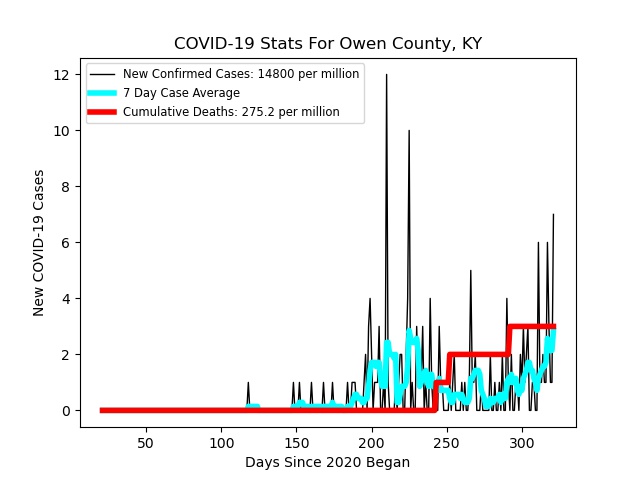 COVID-19 Stats For Owen County, KY
New Confirmed Cases: 14800 per million
7 Day Case Average
Cumulative Deaths: 275.2 per million
New COVID-19 Cases
12
10
8
6
4
2
0
50 100 150 200 250 300
Days Since 2020 Began